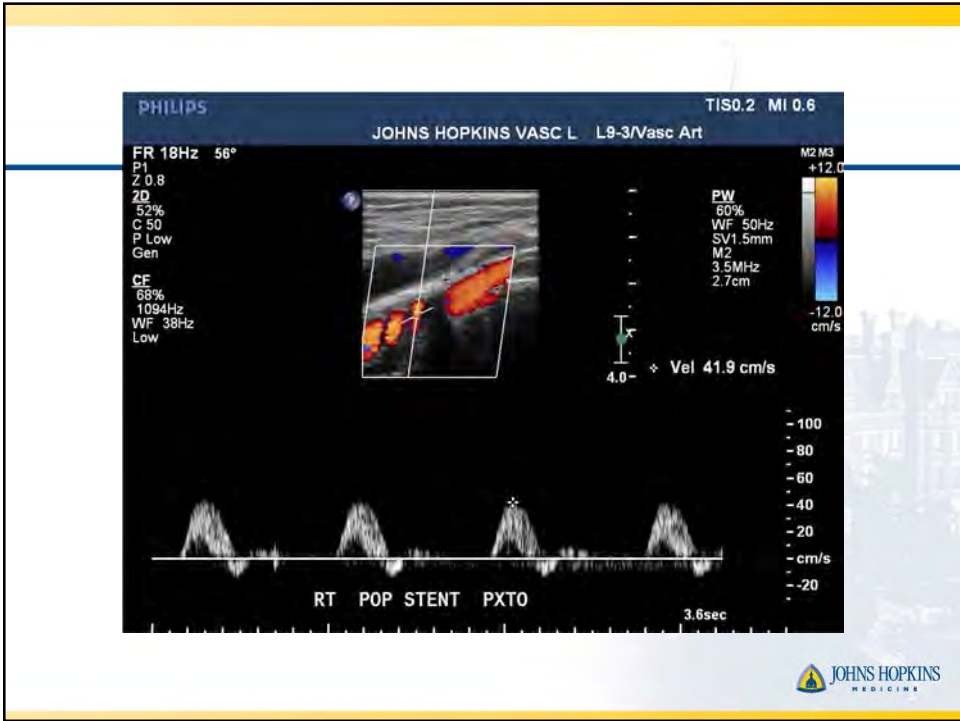 PHILIPS
TIS0.2 MI 0.6
JOHNS HOPKINS VASC L L9-3/Vasc Art
FR 18Hz 56°
P1
Z 0.8
2D
52%
C 50
P Low
Gen
CF
68%
1094Hz
WF 38Hz
Low
M2 M3
+12.0
PW
60%
WF 50Hz
SV1.5mm
M2
3.5MHz
2.7cm
-12.0
cm/s
4.0
Vel 41.9 cm/s
100
80
60
40
20
cm/s
-20
RT POP STENT PXTO
3.6sec
JOHNS HOPKINS
MEDICINE